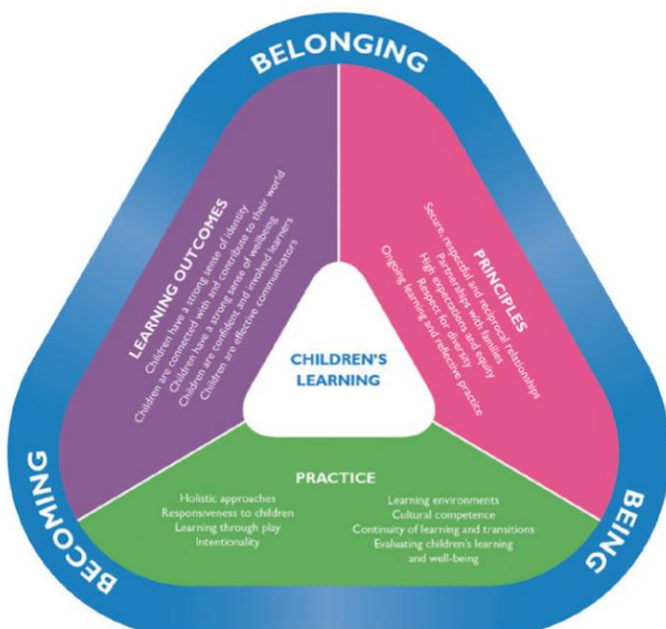 BELONGING
LEARNING OUTCOMES
Children have a strong sense of identity
Children are connected with and contribute to their world
Children have a strong sense of wellbeing
Children are confident and involved learners
Children are effective communicators
PRINCIPLES
Secure, respectful and reciprocal relationships
Partnerships with families
High expectations and equity
Respect for diversity
Ongoing learning and reflective practice
CHILDREN'S
LEARNING
PRACTICE
Holistic approaches
Responsiveness to children
Learning through play
Intentionality
Learning environments
Cultural competence
Continuity of learning and transitions
Evaluating children's learning
and well-being
BECOMING
BEING